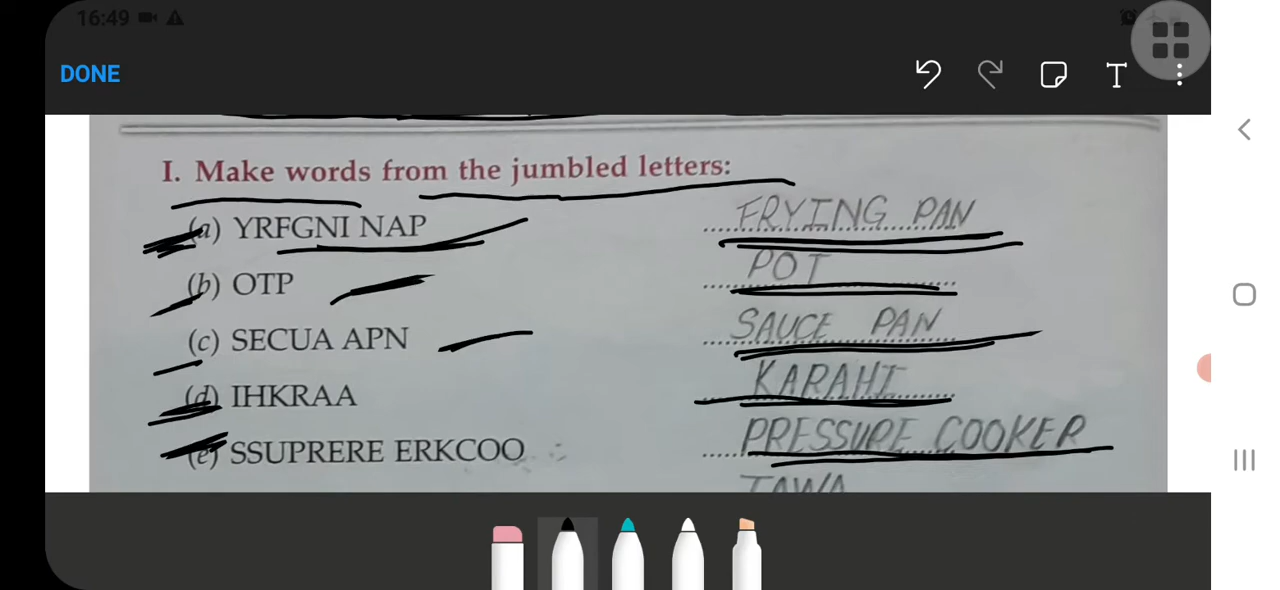 16:49
DONE
T
I. Make words from the jumbled letters:
(a) YRFGNI NAP FRYING PAN
(b) OTP POT
(c) SECUA APN SAUCE PAN
(d) IHKRAA KARAHI
(e) SSUPRERE ERKCOO PRESSURE COOKER
TAWA